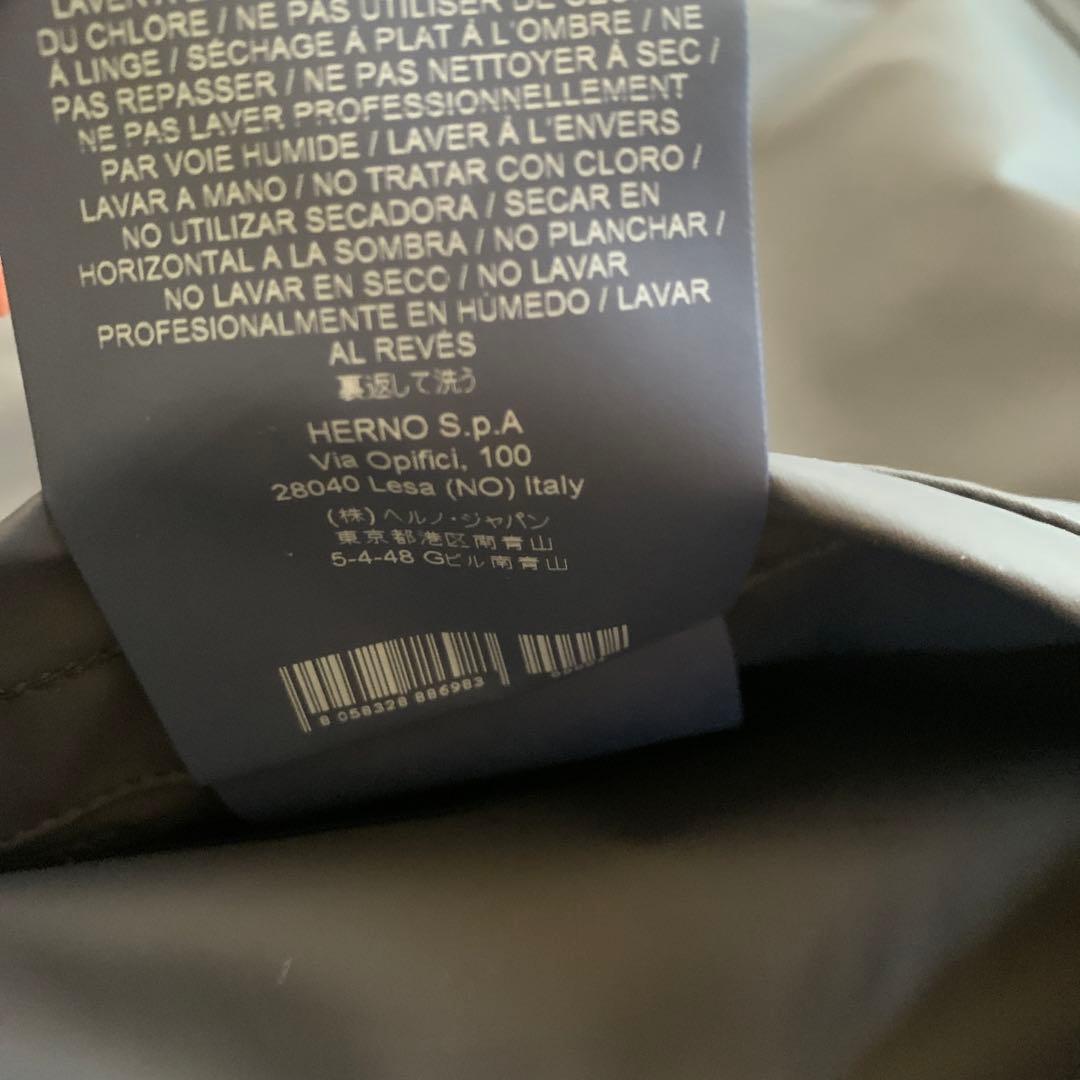 LAVER À
DU CHLORE / NE PAS UTILISER DE
À LINGE / SÉCHAGE À PLAT À L'OMBRE / NE
PAS REPASSER / NE PAS NETTOYER À SEC /
NE PAS LAVER PROFESSIONNELLEMENT
PAR VOIE HUMIDE / LAVER À L'ENVERS
LAVAR A MANO / NO TRATAR CON CLORO /
NO UTILIZAR SECADORA / SECAR EN
HORIZONTAL A LA SOMBRA / NO PLANCHAR /
NO LAVAR EN SECO / NO LAVAR
PROFESIONALMENTE EN HÚMEDO / LAVAR
AL REVÉS
裏返して洗う
HERNO S.p.A
Via Opifici, 100
28040 Lesa (NO) Italy
(株) ヘルノ・ジャパン
東京都港区南青山
5-4-48 Gビル南青山
8 058328 886983